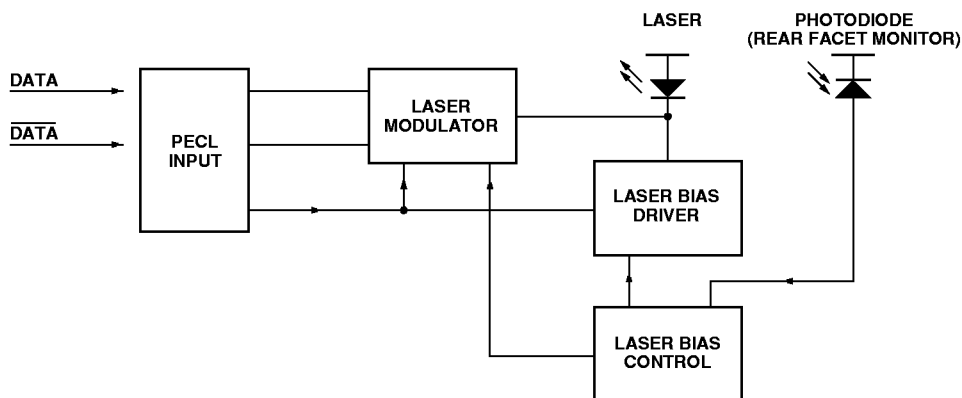 LASER
PHOTODIODE
(REAR FACET MONITOR)
DATA
DATA
PECL
INPUT
LASER
MODULATOR
LASER BIAS
DRIVER
LASER BIAS
CONTROL